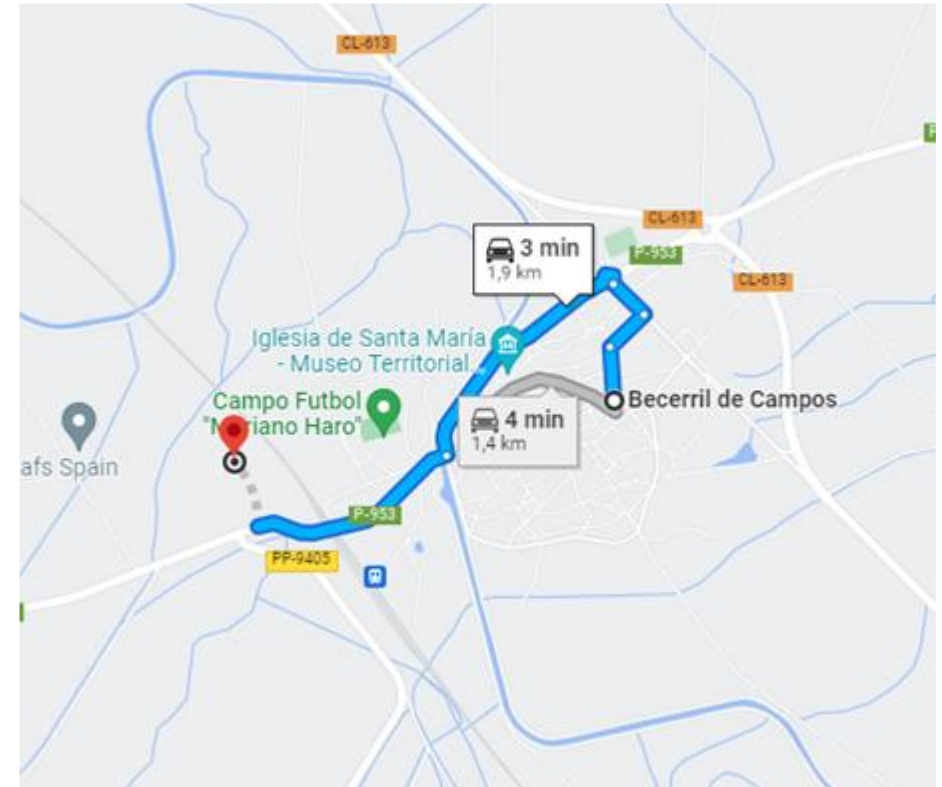 CL-613
CL-613
P-953
CL-613
3 min
1,9 km
Iglesia de Santa María
- Museo Territorial...
Campo Futbol
"Mariano Haro"
4 min
1,4 km
Becerril de Campos
afs Spain
P-953
PP-9405